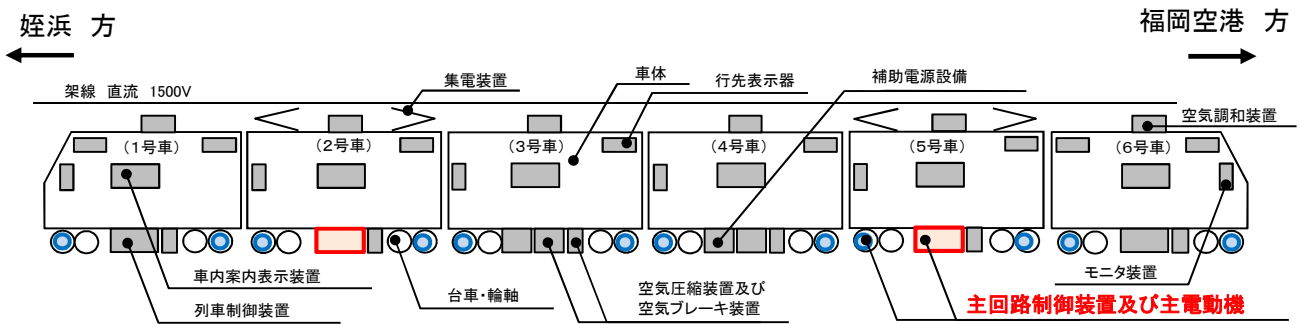 姪浜 方
福岡空港 方
架線 直流 1500V
集電装置
車体
行先表示器
補助電源設備
空気調和装置
(1号車)
(2号車)
(3号車)
(4号車)
(5号車)
(6号車)
車内案内表示装置
列車制御装置
台車・輪軸
空気圧縮装置及び
空気ブレーキ装置
モニタ装置
主回路制御装置及び主電動機